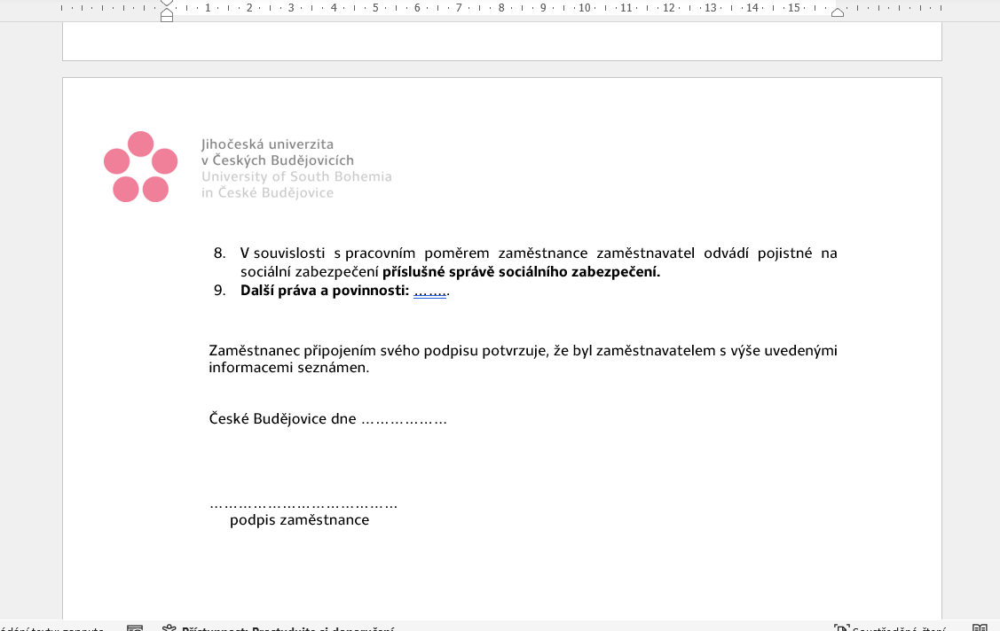 1 2 3 4 5 6 7 8 9 10 11 12 13 14 15
Jihočeská univerzita
v Českých Budějovicích
University of South Bohemia
in České Budějovice
8. V souvislosti s pracovním poměrem zaměstnance zaměstnavatel odvádí pojistné na
sociální zabezpečení příslušné správě sociálního zabezpečení.
9. Další práva a povinnosti: ……..
Zaměstnanec připojením svého podpisu potvrzuje, že byl zaměstnavatelem s výše uvedenými
informacemi seznámen.
České Budějovice dne ………………
…………………………………
podpis zaměstnance